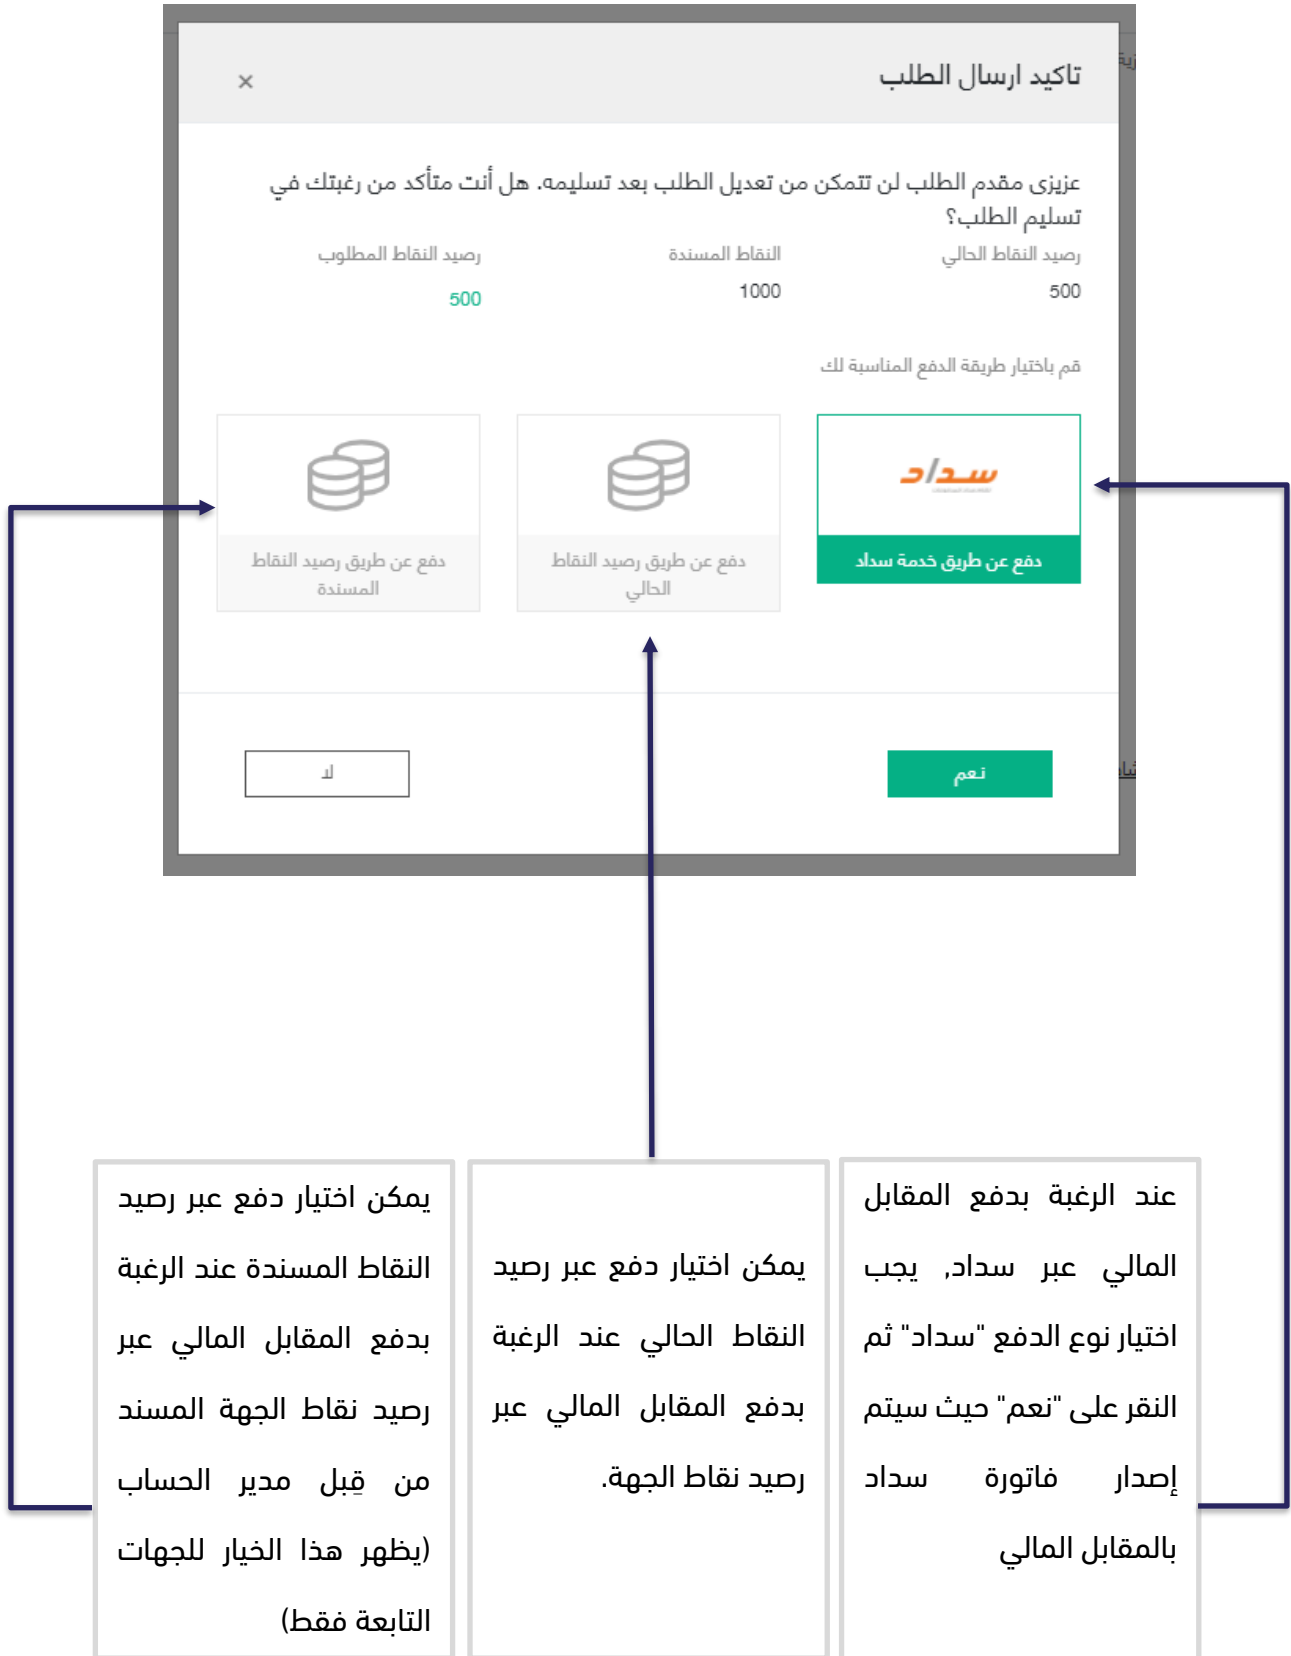 تاكيد ارسال الطلب
×
عزيزى مقدم الطلب لن تتمكن من تعديل الطلب بعد تسليمه. هل أنت متأكد من رغبتك في
تسليم الطلب؟
رصيد النقاط الحالي
النقاط المسندة
رصيد النقاط المطلوب
500
1000
500
قم باختيار طريقة الدفع المناسبة لك
سداد
دفع عن طريق خدمة سداد
دفع عن طريق رصيد النقاط
الحالي
دفع عن طريق رصيد النقاط
المسندة
نعم
لا
عند الرغبة بدفع المقابل
المالي عبر سداد, يجب
اختيار نوع الدفع "سداد" ثم
النقر على "نعم" حيث سيتم
إصدار فاتورة سداد
بالمقابل المالي
يمكن اختيار دفع عبر رصيد
النقاط الحالي عند الرغبة
بدفع المقابل المالي عبر
رصيد نقاط الجهة.
يمكن اختيار دفع عبر رصيد
النقاط المسندة عند الرغبة
بدفع المقابل المالي عبر
رصيد نقاط الجهة المسند
من قِبل مدير الحساب
(يظهر هذا الخيار للجهات
التابعة فقط)